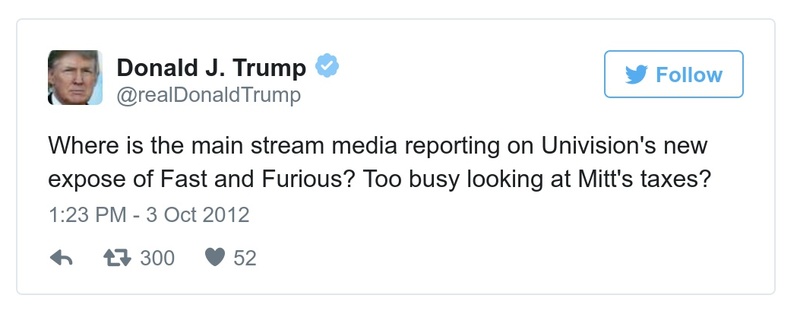 Donald J. Trump
@realDonaldTrump
Follow
Where is the main stream media reporting on Univision's new
expose of Fast and Furious? Too busy looking at Mitt's taxes?
1:23 PM - 3 Oct 2012
300 52